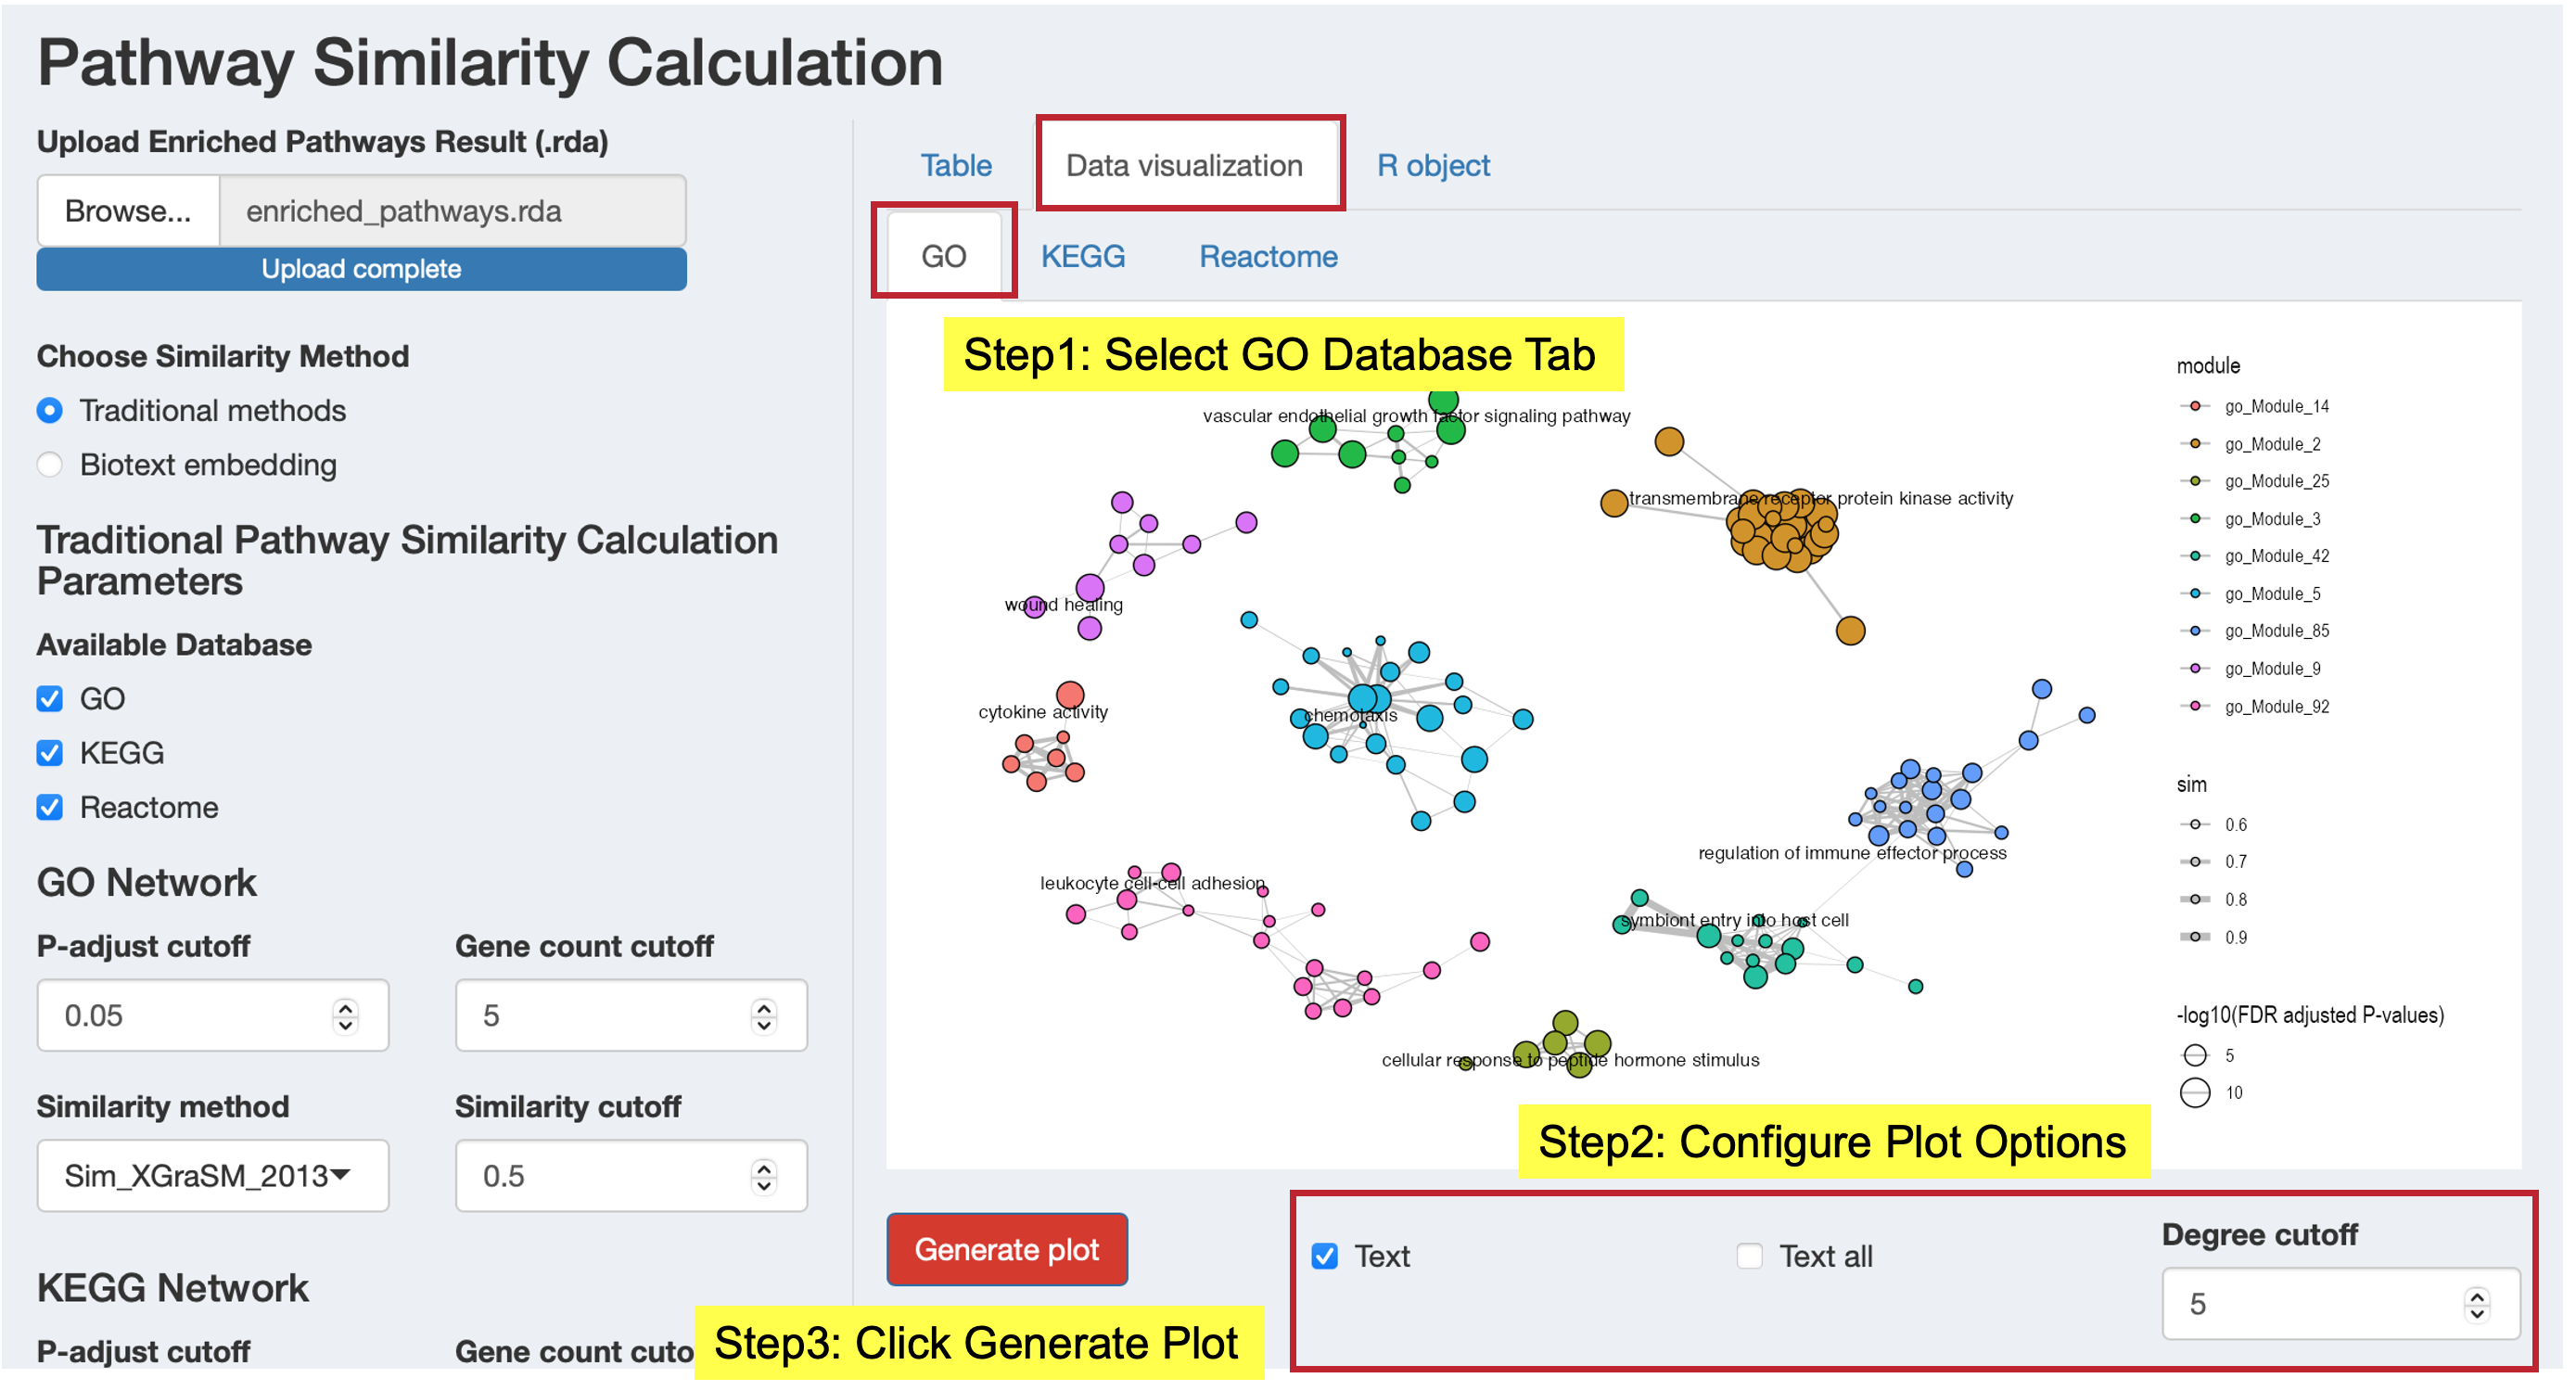 Pathway Similarity Calculation
Upload Enriched Pathways Result (.rda)
Browse...
enriched_pathways.rda
Upload complete
Choose Similarity Method
Traditional methods
Biotext embedding
Traditional Pathway Similarity Calculation
Parameters
Available Database
GO
KEGG
Reactome
GO Network
P-adjust cutoff
Gene count cutoff
0.05
5
Similarity method
Similarity cutoff
Sim_XGraSM_2013
0.5
KEGG Network
P-adjust cutoff
Gene count cuto
Table
Data visualization
R object
GO
KEGG
Reactome
Step1: Select GO Database Tab
vascular endothelial growth factor signaling pathway
transmembrane receptor protein kinase activity
wound healing
cytokine activity
chemotaxis
regulation of immune effector process
leukocyte cell-cell adhesion
symbiont entry into host cell
cellular response to peptide hormone stimulus
module
go_Module_14
go_Module_2
go_Module_25
go_Module_3
go_Module_42
go_Module_5
go_Module_85
go_Module_9
go_Module_92
sim
0.6
0.7
0.8
0.9
-log10(FDR adjusted P-values)
5
10
Step2: Configure Plot Options
Generate plot
Text
Text all
Degree cutoff
5
Step3: Click Generate Plot